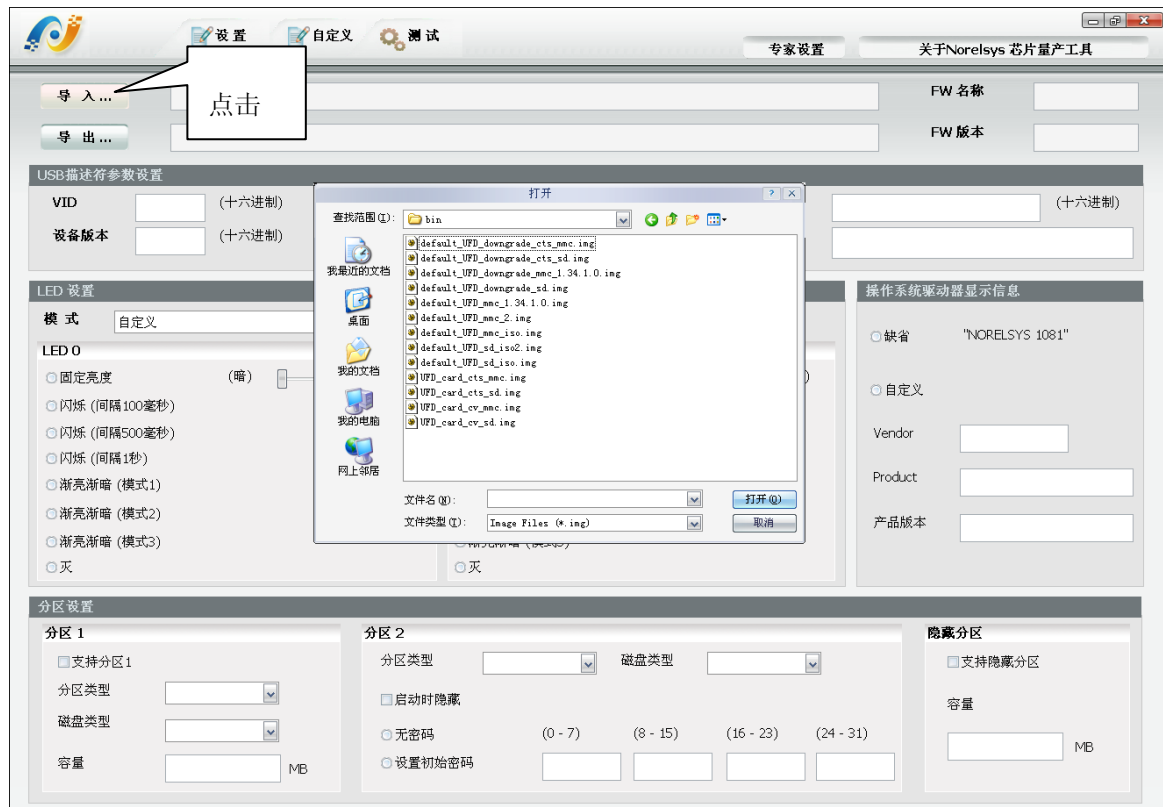 设置
自定义
测试
专家设置
关于Norelsys 芯片量产工具
导 入...
点击
FW 名称
导 出...
FW 版本
USB描述符参数设置
VID
(十六进制)
(十六进制)
设备版本
(十六进制)
打开
查找范围(I):
bin
我最近的文档
桌面
我的文档
我的电脑
网上邻居
default_UFD_downgrade_cts_mmc.img
default_UFD_downgrade_cts_sd.img
default_UFD_downgrade_mmc_1.34.1.0.img
default_UFD_downgrade_sd.img
default_UFD_mmc_1.34.1.0.img
default_UFD_mmc_2.img
default_UFD_mmc_iso.img
default_UFD_sd_iso2.img
default_UFD_sd_iso.img
UFD_card_cts_mmc.img
UFD_card_cts_sd.img
UFD_card_cv_mmc.img
UFD_card_cv_sd.img
文件名(N):
打开(O)
文件类型(T):
Image Files (*.img)
取消
LED 设置
模 式
自定义
LED 0
固定亮度
(暗)
)
闪烁 (间隔100毫秒)
闪烁 (间隔500毫秒)
闪烁 (间隔1秒)
渐亮渐暗 (模式1)
渐亮渐暗 (模式2)
渐亮渐暗 (模式3)
灭
渐亮渐暗 (模式3)
灭
操作系统驱动器显示信息
缺省
"NORELSYS 1081"
自定义
Vendor
Product
产品版本
分区设置
分区 1
支持分区1
分区类型
磁盘类型
容量
MB
分区 2
分区类型
磁盘类型
启动时隐藏
无密码
(0 - 7)
(8 - 15)
(16 - 23)
(24 - 31)
设置初始密码
隐藏分区
支持隐藏分区
容量
MB